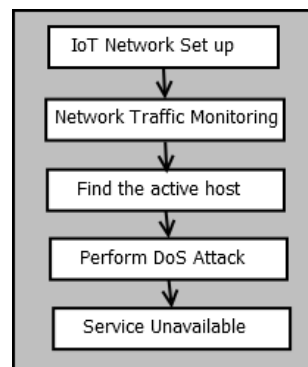 IoT Network Set up
Network Traffic Monitoring
Find the active host
Perform DoS Attack
Service Unavailable